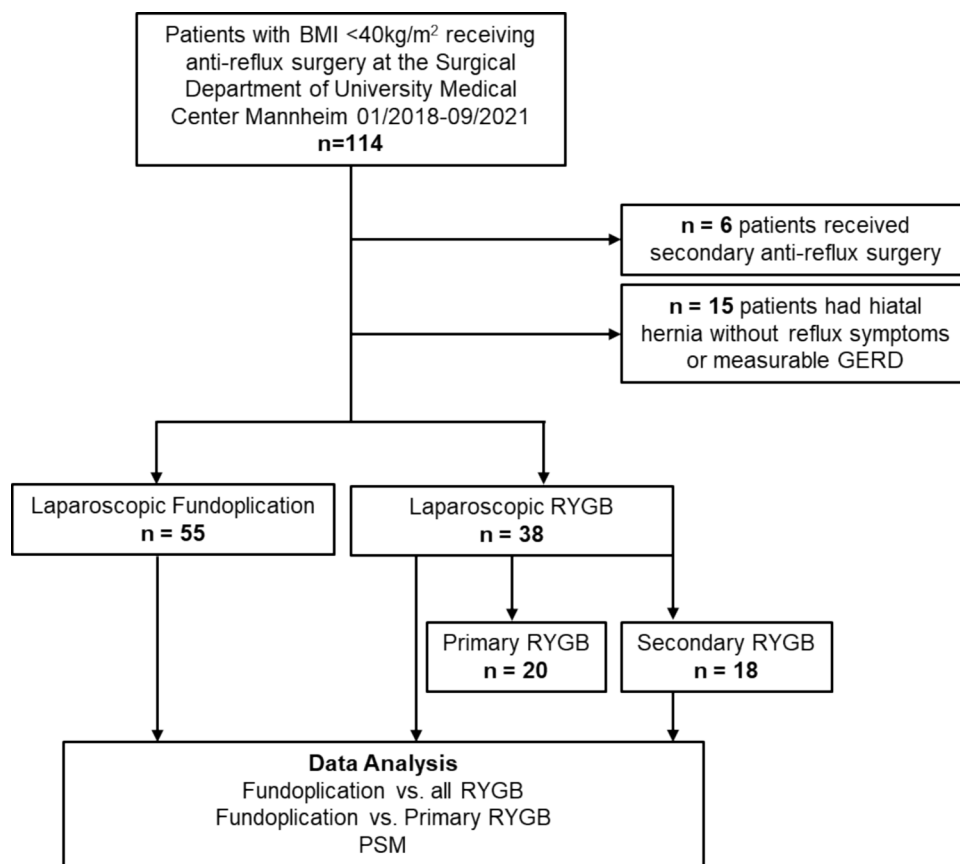 Patients with BMI <40kg/m² receiving
anti-reflux surgery at the Surgical
Department of University Medical
Center Mannheim 01/2018-09/2021
n=114
n = 6 patients received
secondary anti-reflux surgery
n = 15 patients had hiatal
hernia without reflux symptoms
or measurable GERD
Laparoscopic Fundoplication
n = 55
Laparoscopic RYGB
n = 38
Primary RYGB
n = 20
Secondary RYGB
n = 18
Data Analysis
Fundoplication vs. all RYGB
Fundoplication vs. Primary RYGB
PSM